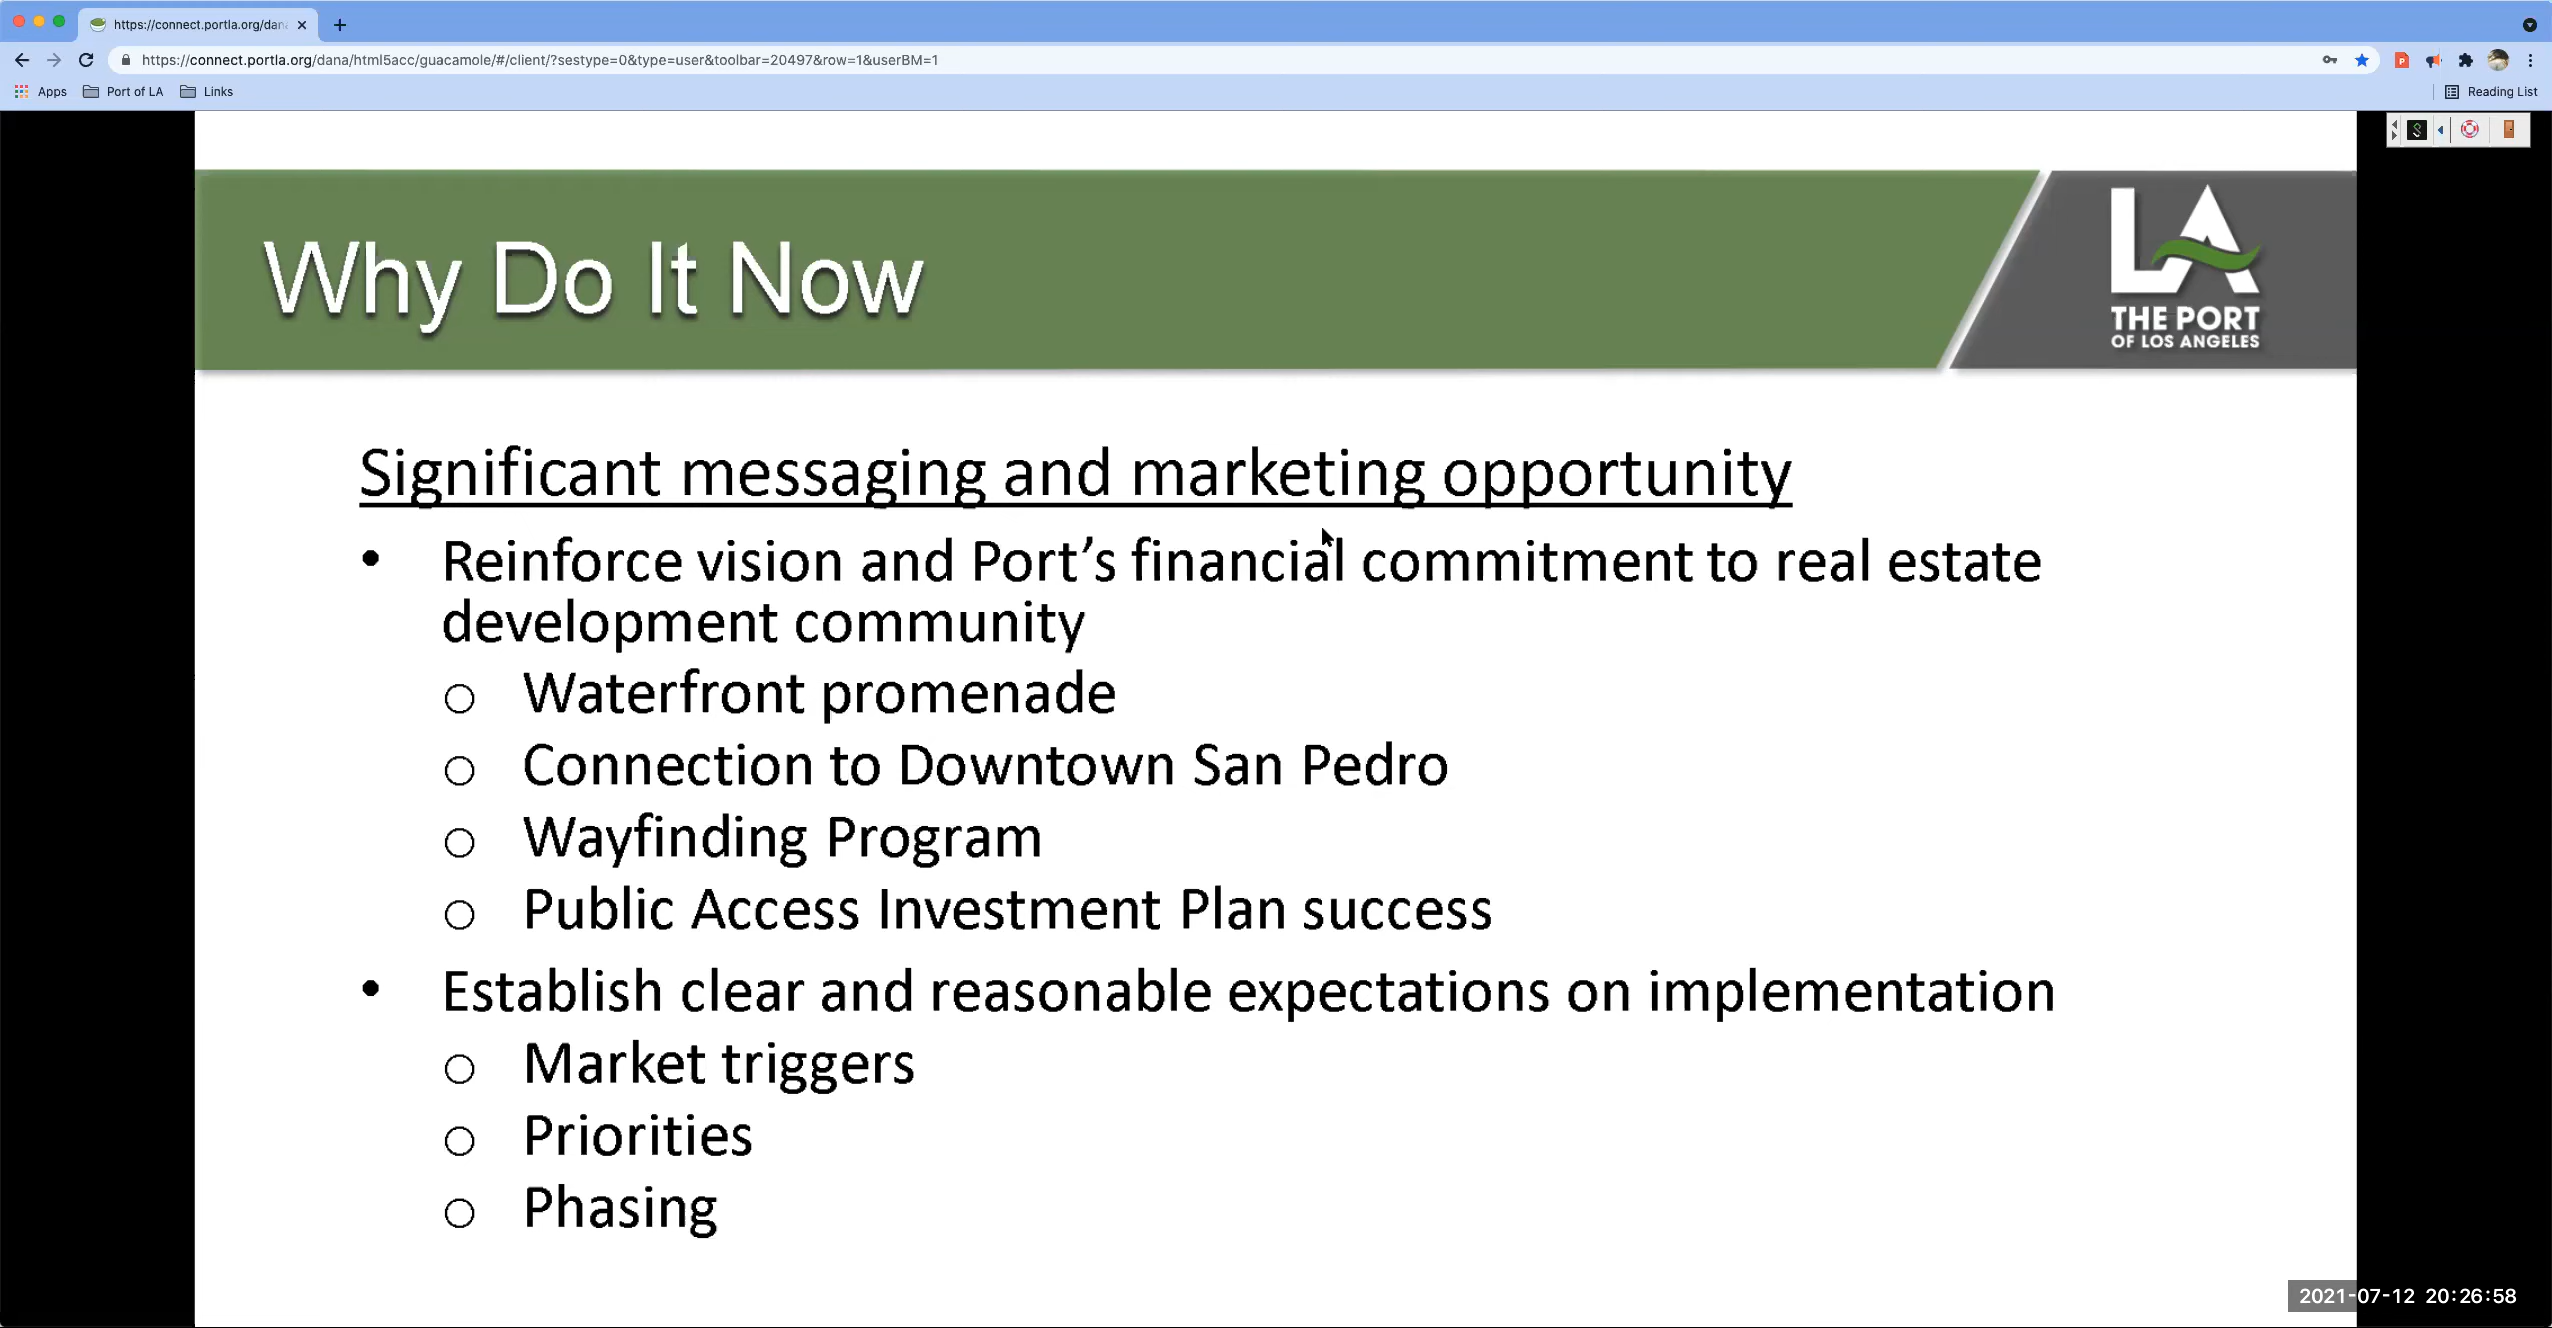 https://connect.portla.org/dana
https://connect.portla.org/dana/html5acc/guacamole/#/client/?sestype=0&type=user&toolbar=20497&row=1&userBM=1
Apps Port of LA Links Reading List
Why Do It Now
LA
THE PORT
OF LOS ANGELES
Significant messaging and marketing opportunity
• Reinforce vision and Port’s financial commitment to real estate
development community
○ Waterfront promenade
○ Connection to Downtown San Pedro
○ Wayfinding Program
○ Public Access Investment Plan success
• Establish clear and reasonable expectations on implementation
○ Market triggers
○ Priorities
○ Phasing
2021-07-12 20:26:58